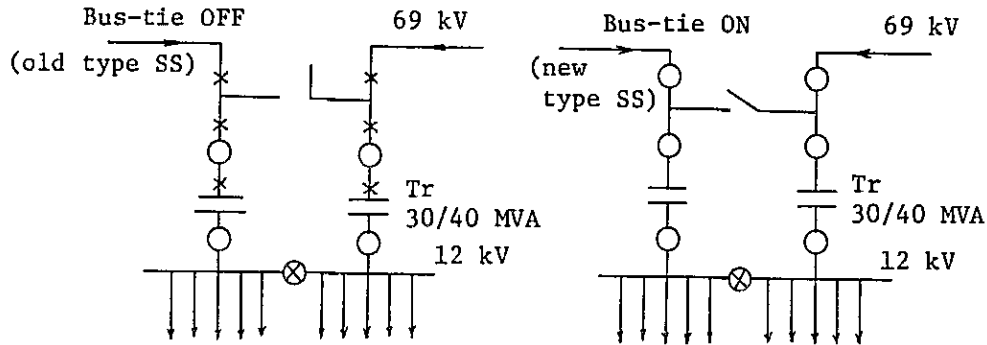 Bus-tie OFF
69 kV
(old type SS)
Tr
30/40 MVA
12 kV
Bus-tie ON
69 kV
(new
type SS)
Tr
30/40 MVA
12 kV